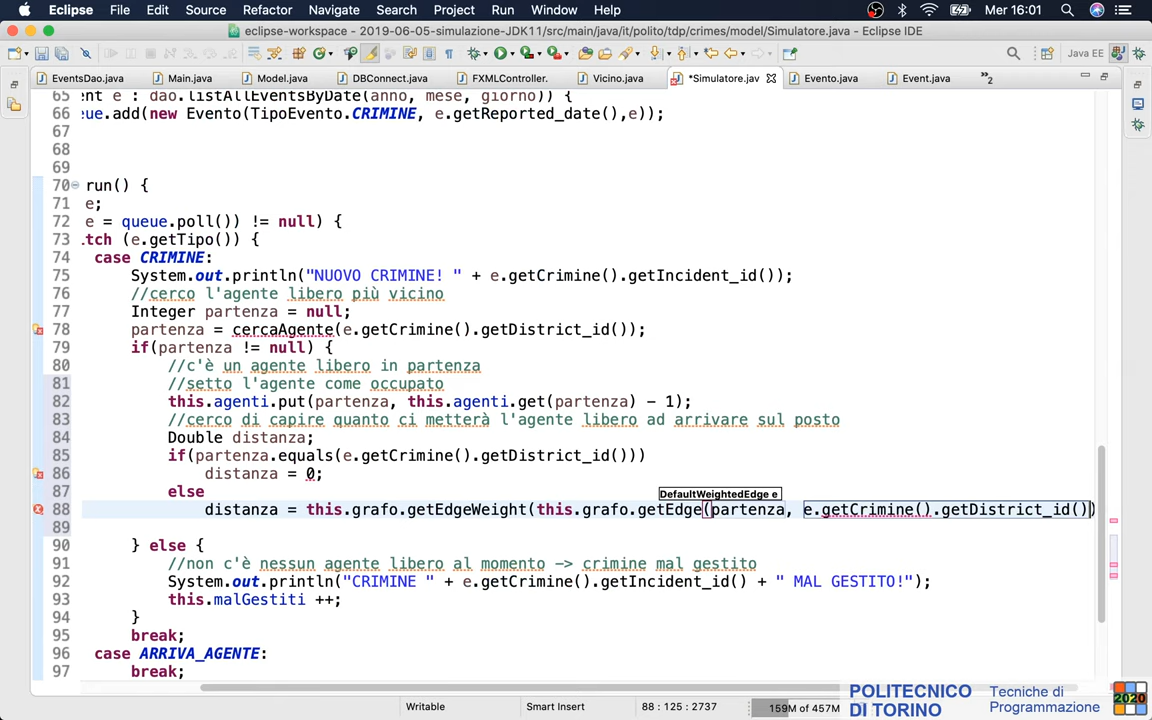 Eclipse File Edit Source Refactor Navigate Search Project Run Window Help Mer 16:01
eclipse-workspace - 2019-06-05-simulazione-JDK11/src/main/java/it/polito/tdp/crimes/model/Simulatore.java - Eclipse IDE
Java EE
EventsDao.java Main.java Model.java DBConnect.java FXMLController. Vicino.java *Simulatore.jav Evento.java Event.java »2
65 ent e : dao.listAllEventsByDate(anno, mese, giorno)) {
66 :ue.add(new Evento(TipoEvento.CRIMINE, e.getReported_date(),e));
67
68
69
70 run() {
71 e;
72 e = queue.poll()) != null) {
73 .tch (e.getTipo()) {
74 case CRIMINE:
75 System.out.println("NUOVO CRIMINE! " + e.getCrimine().getIncident_id());
76 //cerco l'agente libero più vicino
77 Integer partenza = null;
78 partenza = cercaAgente(e.getCrimine().getDistrict_id());
79 if(partenza != null) {
80 //c'è un agente libero in partenza
81 //setto l'agente come occupato
82 this.agenti.put(partenza, this.agenti.get(partenza) - 1);
83 //cerco di capire quanto ci metterà l'agente libero ad arrivare sul posto
84 Double distanza;
85 if(partenza.equals(e.getCrimine().getDistrict_id()))
86 distanza = 0;
87 else
DefaultWeightedEdge e
88 distanza = this.grafo.getEdgeWeight(this.grafo.getEdge(partenza, e.getCrimine().getDistrict_id())
89
90 } else {
91 //non c'è nessun agente libero al momento -> crimine mal gestito
92 System.out.println("CRIMINE " + e.getCrimine().getIncident_id() + " MAL GESTITO!");
93 this.malGestiti ++;
94 }
95 break;
96 case ARRIVA_AGENTE:
97 break;
Writable Smart Insert 88 : 125 : 2737 159M of 457M
POLITECNICO DI TORINO
Tecniche di Programmazione
2020